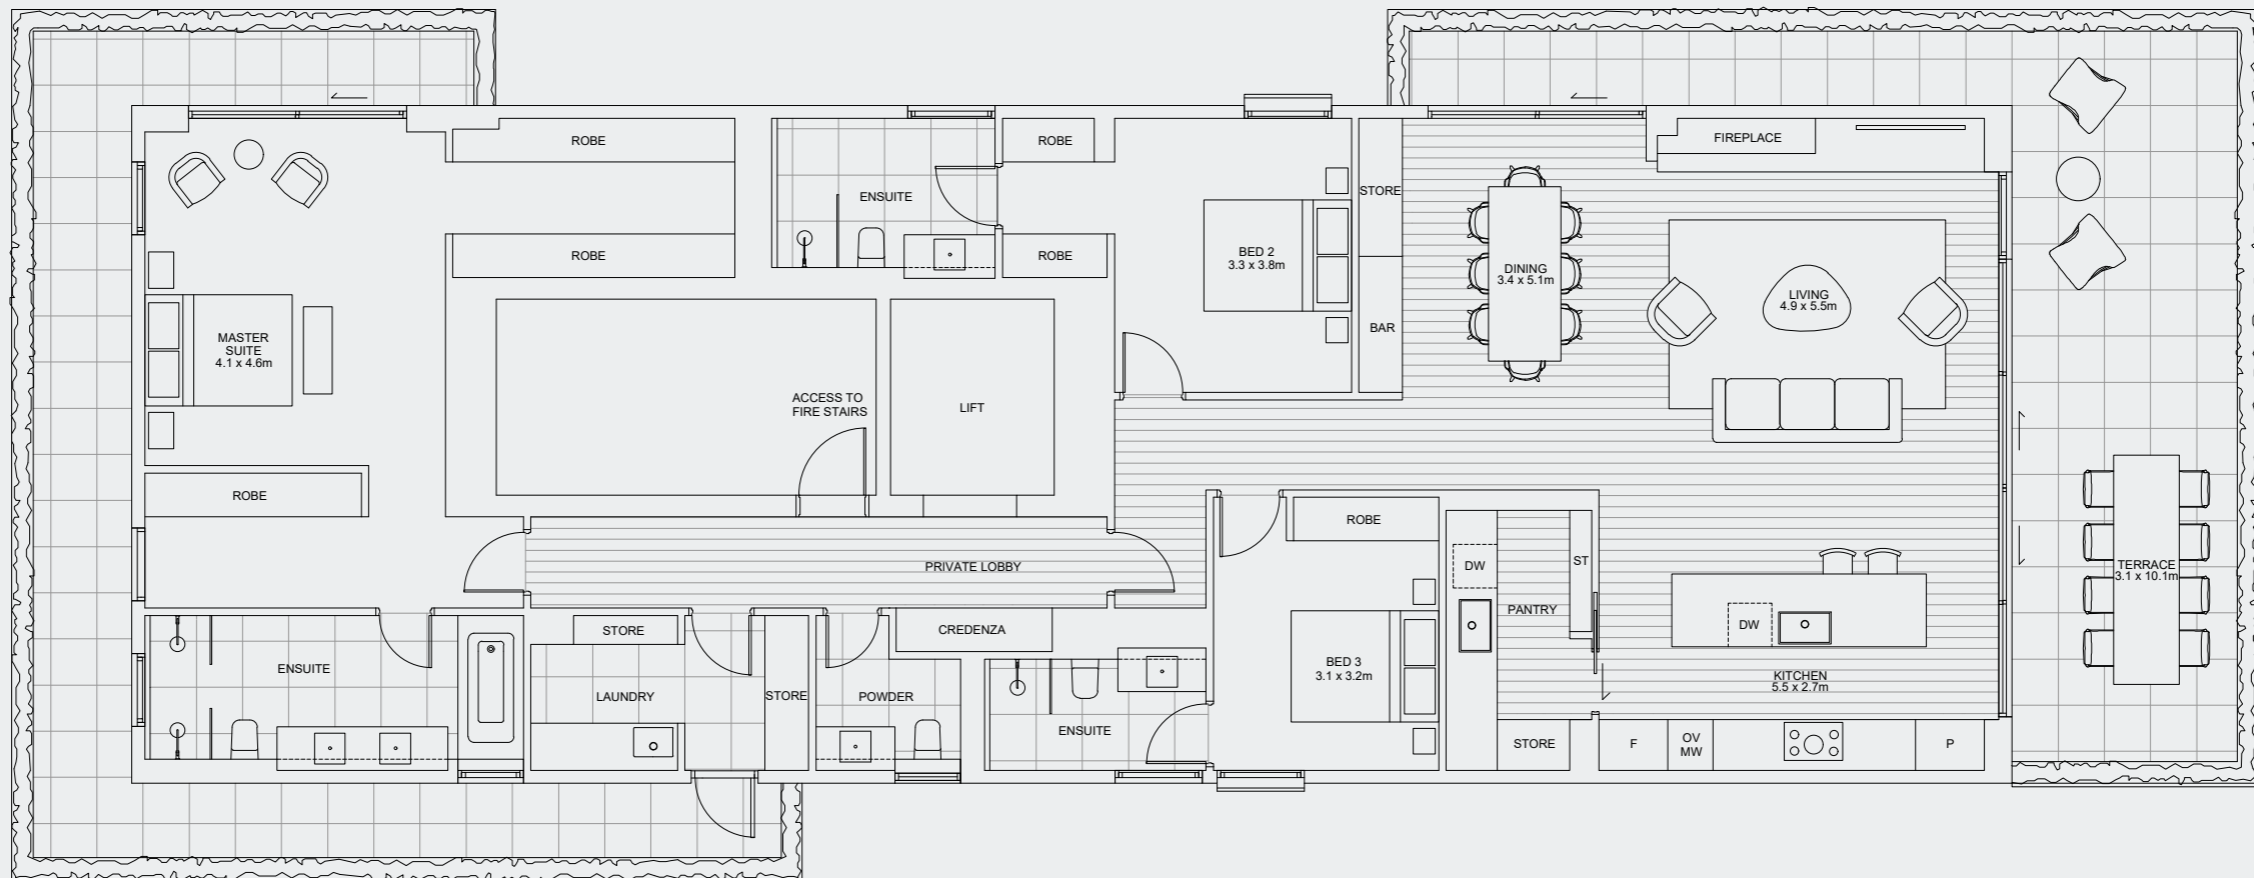 ROBE
ENSUITE
ROBE
ROBE
ROBE
MASTER
SUITE
4.1 x 4.6m
ROBE
ACCESS TO
FIRE STAIRS
LIFT
BED 2
3.3 x 3.8m
STORE
BAR
FIREPLACE
DINING
3.4 x 5.1m
LIVING
4.9 x 5.5m
TERRACE
3.1 x 10.1m
PRIVATE LOBBY
ENSUITE
STORE
LAUNDRY
STORE
POWDER
CREDENZA
ENSUITE
ROBE
BED 3
3.1 x 3.2m
DW
ST
PANTRY
STORE
DW
KITCHEN
5.5 x 2.7m
F
OV
MW
P